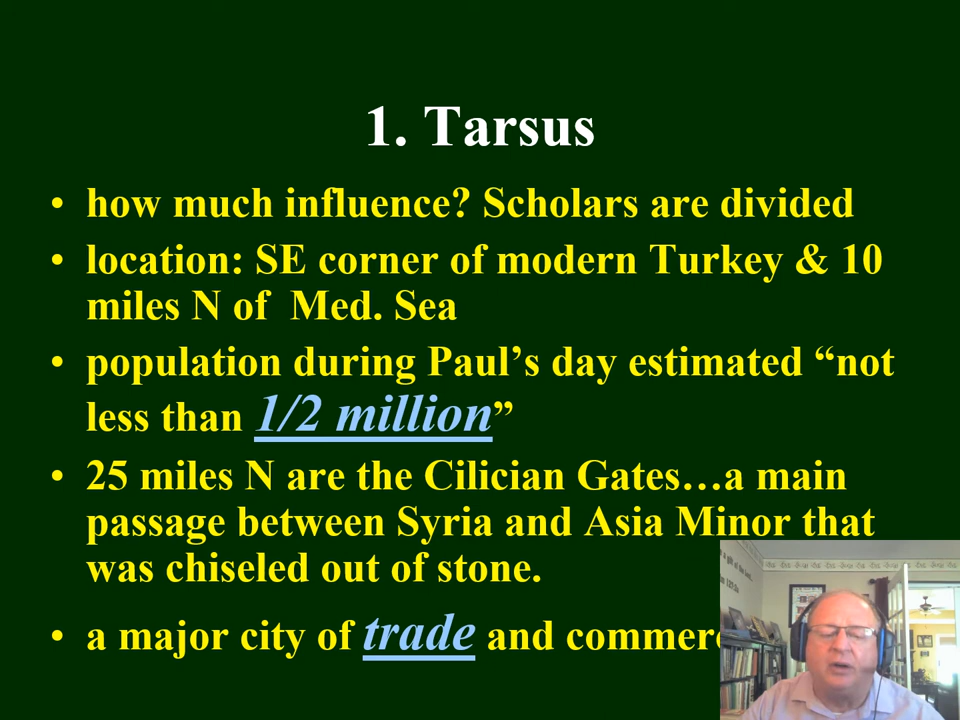 1. Tarsus
• how much influence? Scholars are divided
• location: SE corner of modern Turkey & 10
miles N of Med. Sea
• population during Paul’s day estimated “not
less than 1/2 million”
• 25 miles N are the Cilician Gates…a main
passage between Syria and Asia Minor that
was chiseled out of stone.
• a major city of trade and